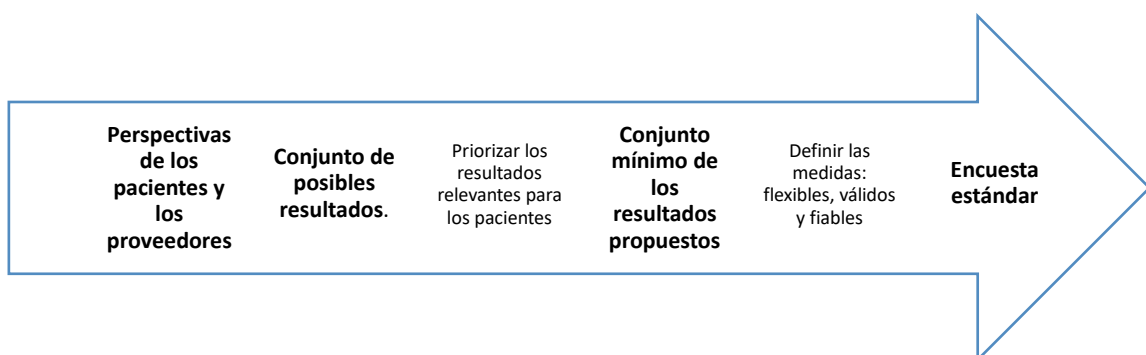 Perspectivas
de los
pacientes y
los
proveedores
Conjunto de
posibles
resultados.
Priorizar los
resultados
relevantes para
los pacientes
Conjunto
mínimo de
los
resultados
propuestos
Definir las
medidas:
flexibles, válidos
y fiables
Encuesta
estándar